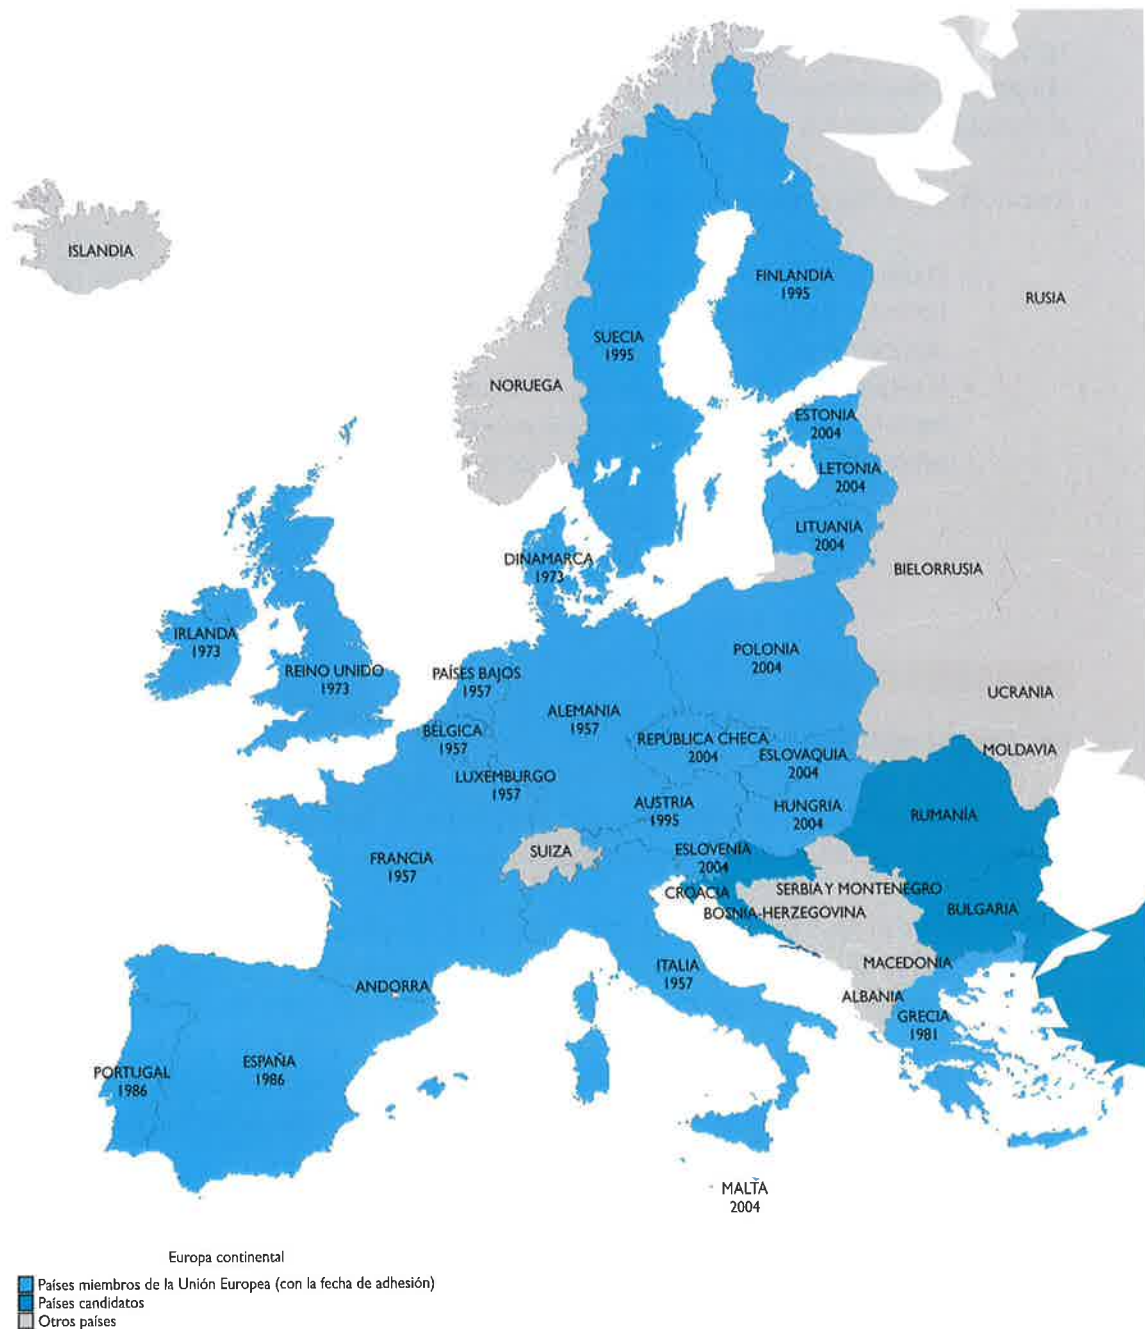 ISLANDIA
FINLANDIA
1995
RUSIA
SUECIA
1995
NORUEGA
ESTONIA
2004
LETONIA
2004
LITUANIA
2004
DINAMARCA
1973
BIELORRUSIA
IRLANDA
1973
REINO UNIDO
1973
PAÍSES BAJOS
1957
POLONIA
2004
UCRANIA
ALEMANIA
1957
BÉLGICA
1957
REPÚBLICA CHECA
2004
ESLOVAQUIA
2004
MOLDAVIA
LUXEMBURGO
1957
AUSTRIA
1995
HUNGRIA
2004
RUMANÍA
SUIZA
ESLOVENIA
2004
FRANCIA
1957
CROACIA
SERBIA Y MONTENEGRO
BOSNIA-HERZEGOVINA
BULGARIA
ITALIA
1957
MACEDONIA
ANDORRA
ALBANIA
GRECIA
1981
ESPAÑA
1986
PORTUGAL
1986
MALTA
2004
Europa continental
Países miembros de la Unión Europea (con la fecha de adhesión)
Países candidatos
Otros países